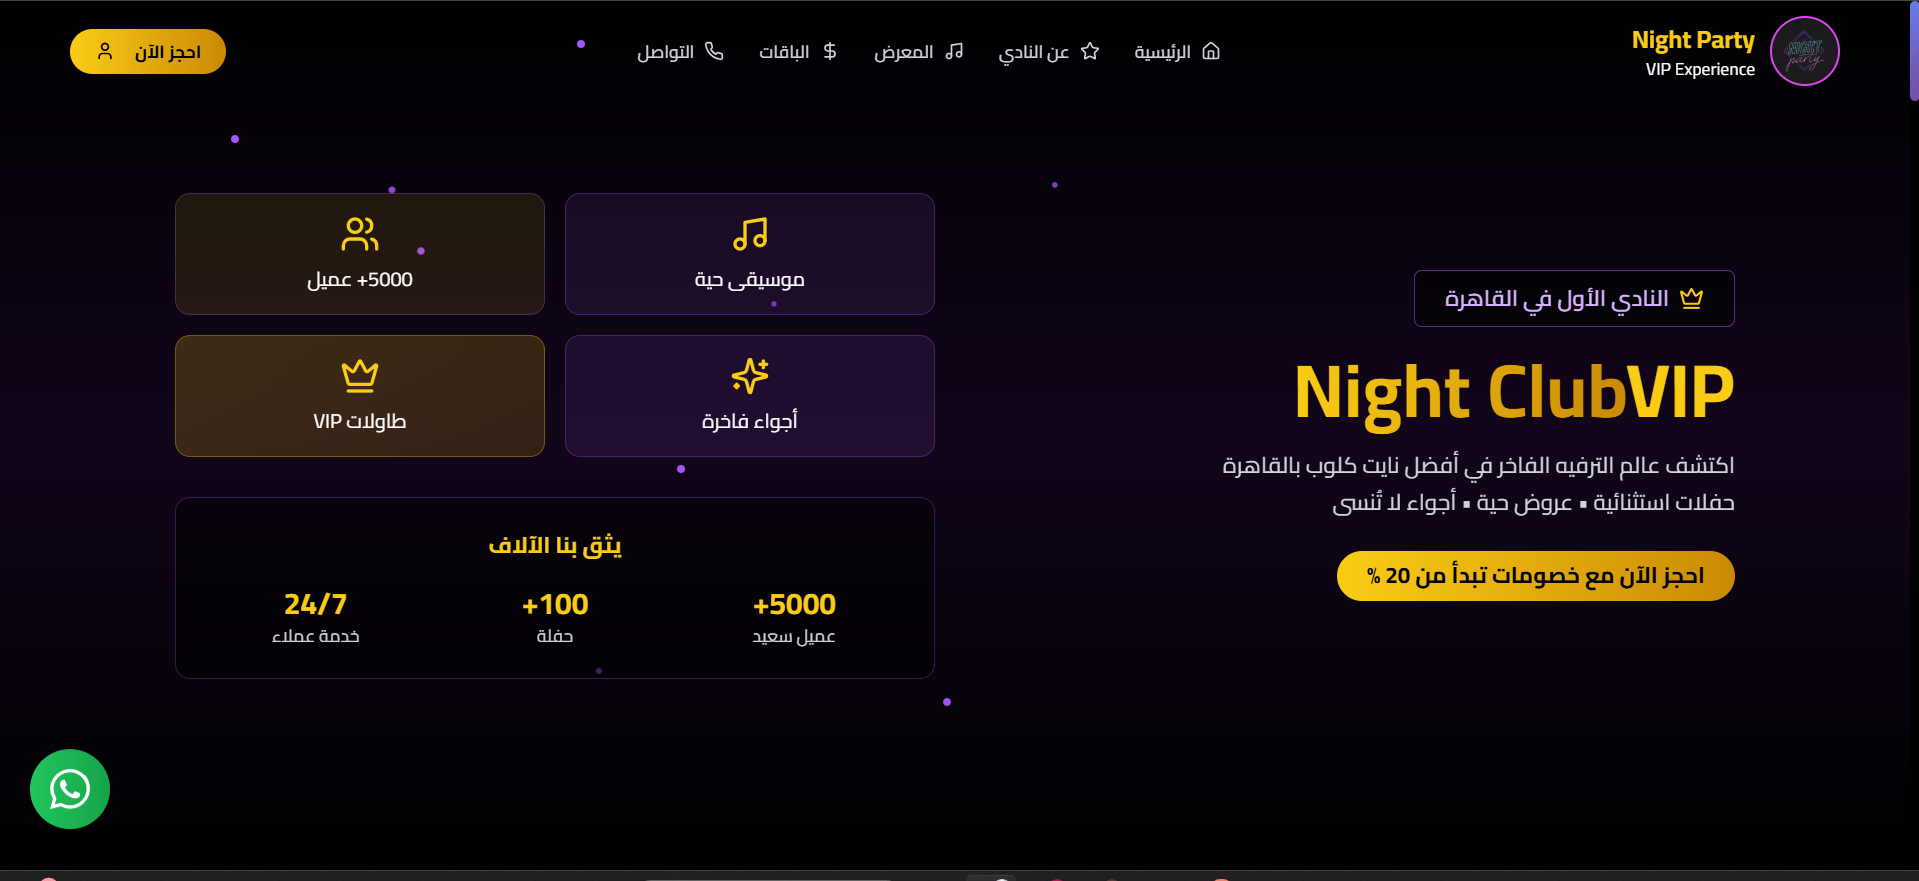 Night Party
VIP Experience
NIGHT
party
الرئيسية
عن النادي
المعرض
الباقات
التواصل
احجز الآن
النادي الأول في القاهرة
Night ClubVIP
اكتشف عالم الترفيه الفاخر في أفضل نايت كلوب بالقاهرة
حفلات استثنائية • عروض حية • أجواء لا تُنسى
احجز الآن مع خصومات تبدأ من 20 %
موسيقى حية
5000+ عميل
أجواء فاخرة
طاولات VIP
يثق بنا الآلاف
5000+
عميل سعيد
100+
حفلة
24/7
خدمة عملاء